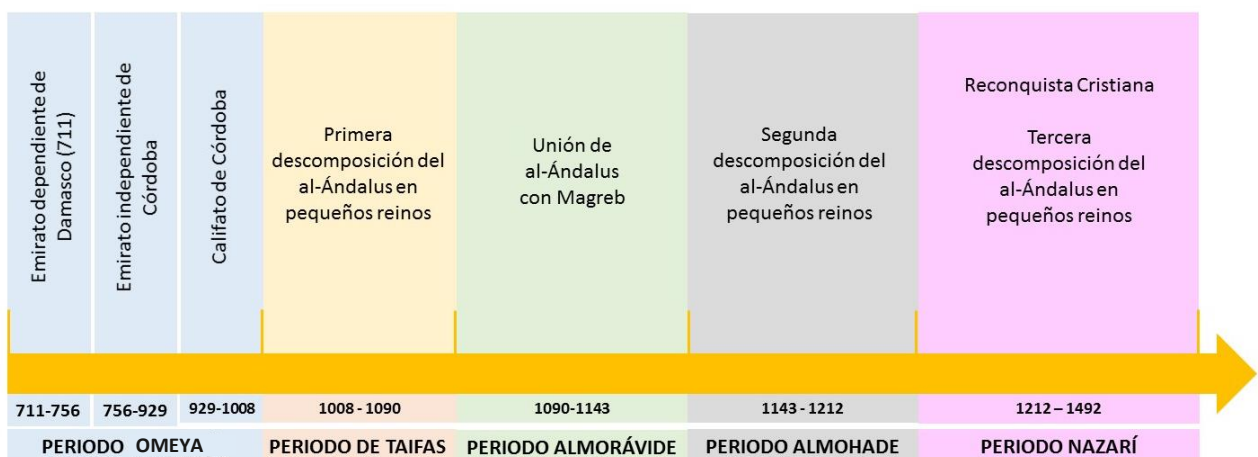 Emirato dependiente de
Damasco (711)
Emirato independiente de
Córdoba
Califato de Córdoba
Primera
descomposición del
al-Ándalus en
pequeños reinos
Unión de
al-Ándalus
con Magreb
Segunda
descomposición del
al-Ándalus en
pequeños reinos
Reconquista Cristiana
Tercera
descomposición del
al-Ándalus en
pequeños reinos
711-756
756-929
929-1008
1008 - 1090
1090-1143
1143 - 1212
1212 – 1492
PERIODO OMEYA
PERIODO DE TAIFAS
PERIODO ALMORÁVIDE
PERIODO ALMOHADE
PERIODO NAZARÍ